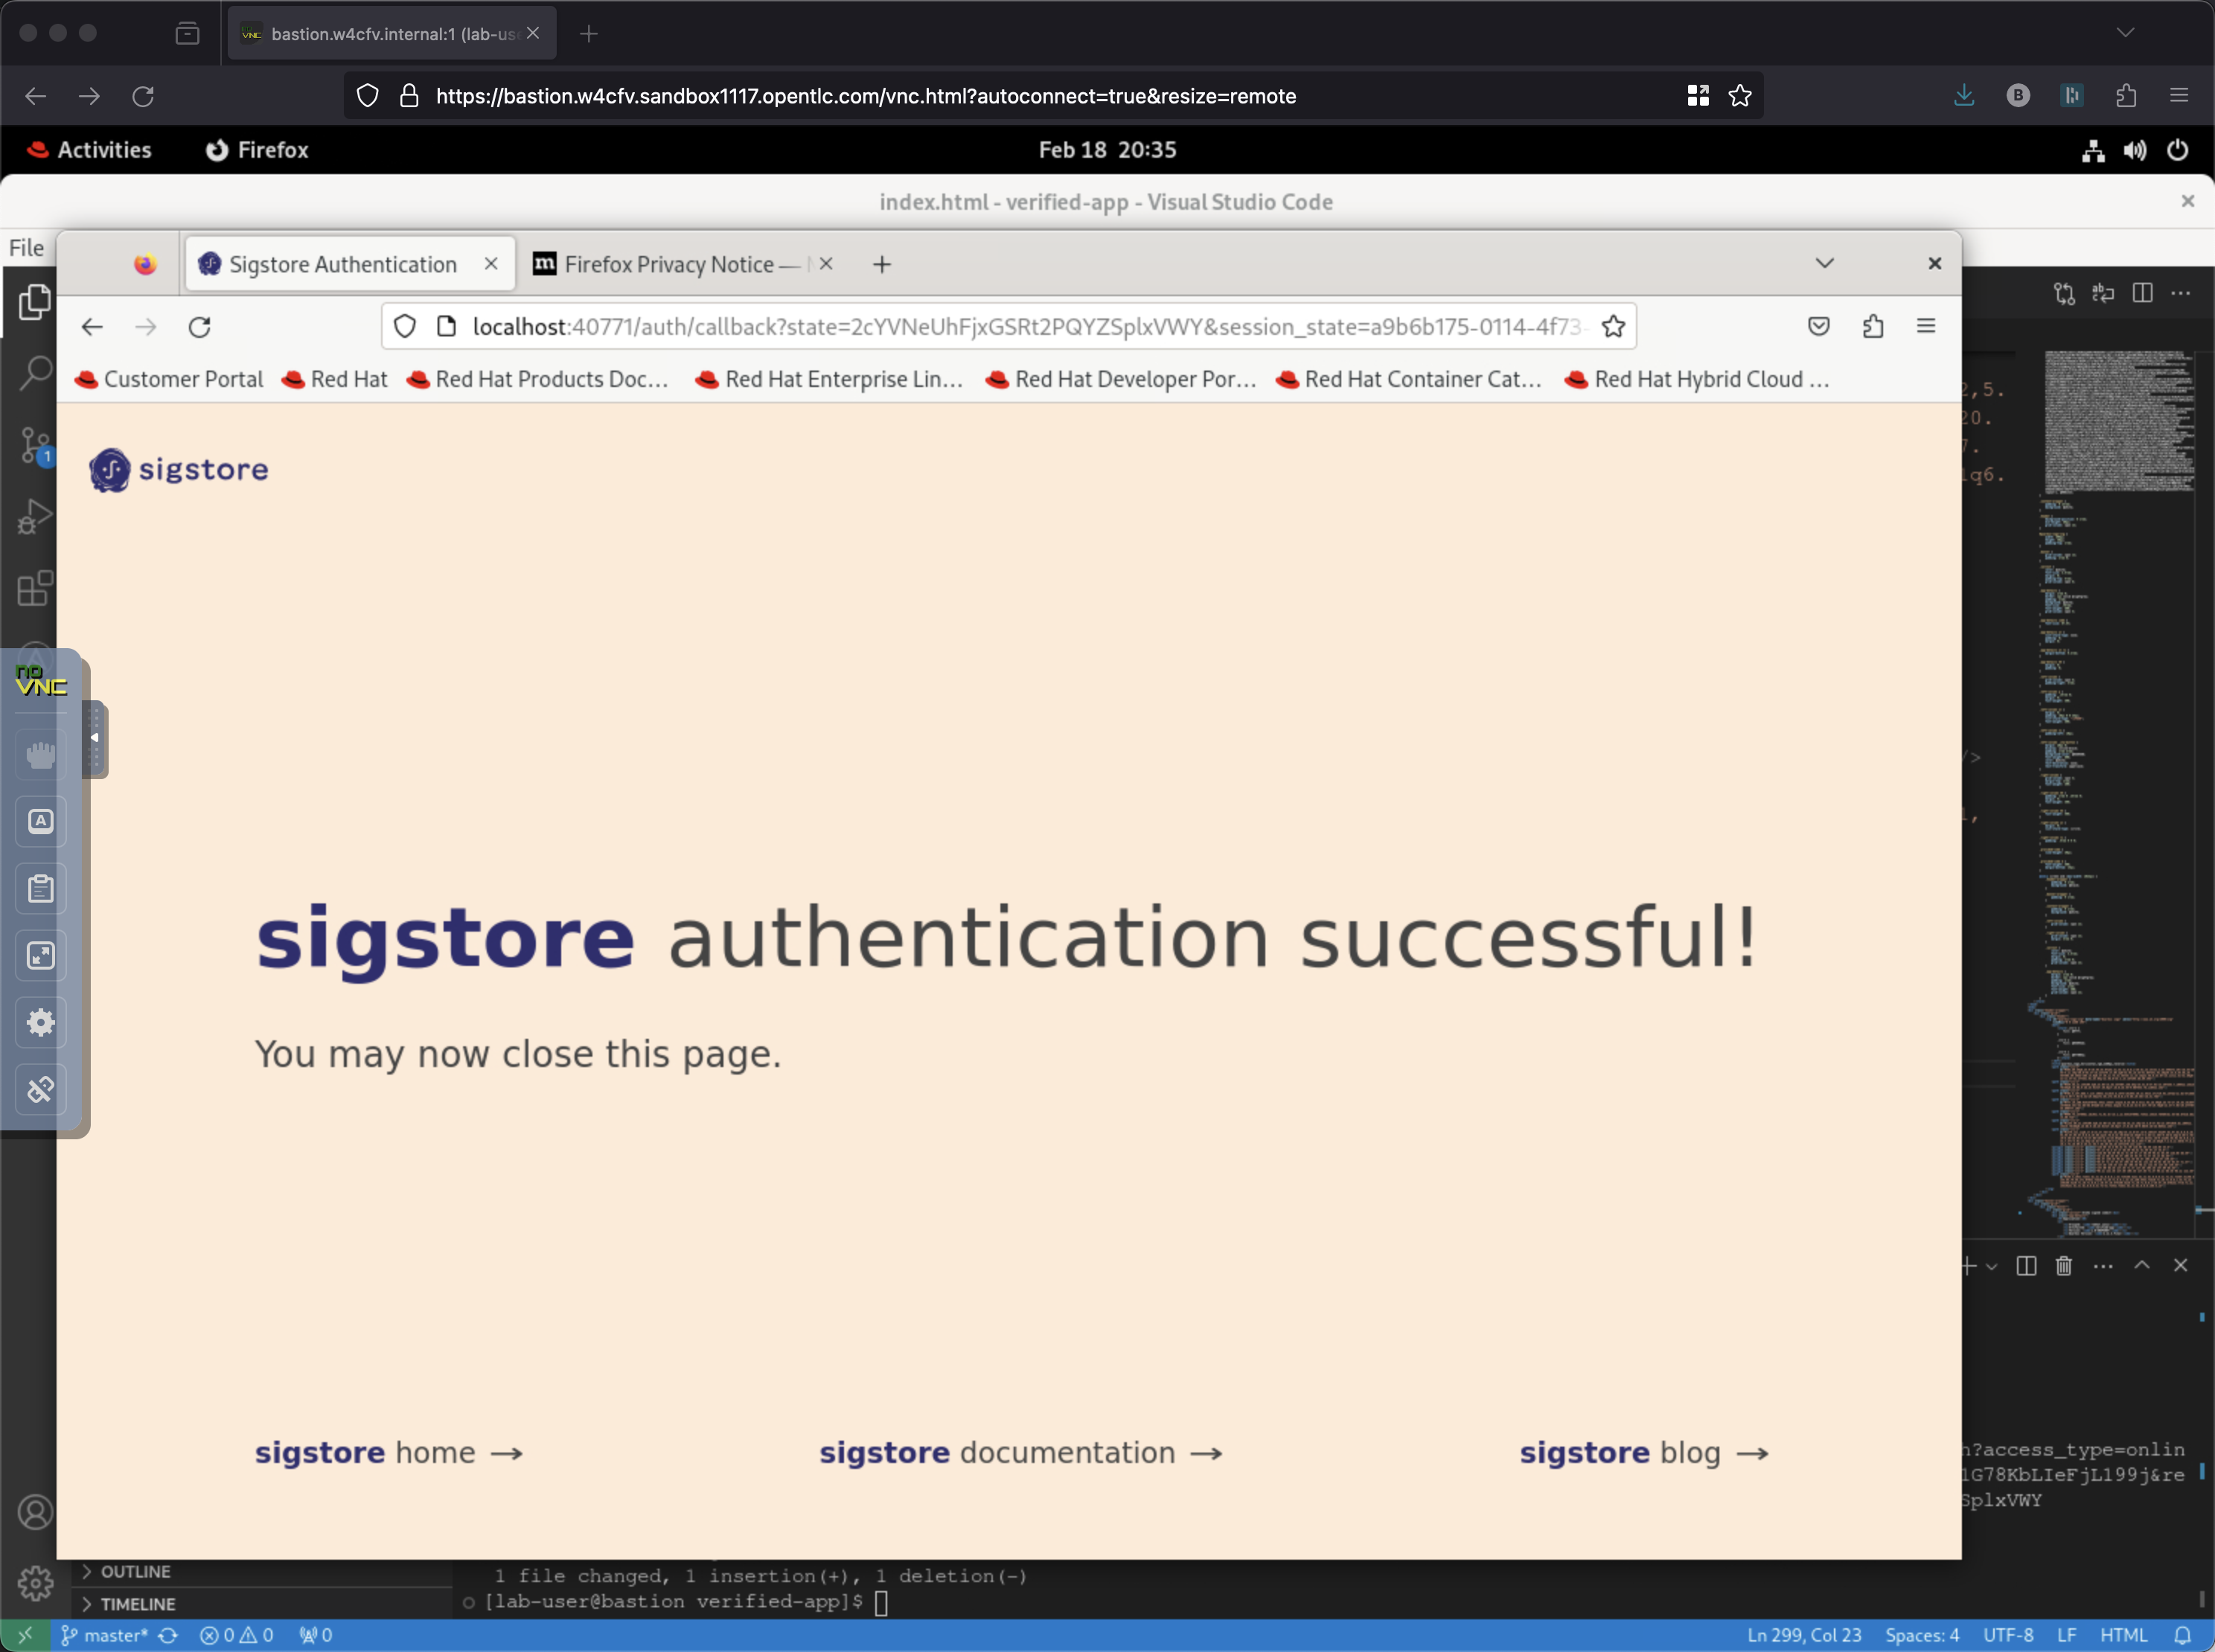 bastion.w4cfv.internal:1 (lab-us
https://bastion.w4cfv.sandbox1117.opentlc.com/vnc.html?autoconnect=true&resize=remote
B
Activities Firefox Feb 18 20:35
index.html - verified-app - Visual Studio Code
File
Sigstore Authentication
m Firefox Privacy Notice —
localhost:40771/auth/callback?state=2cYVNeUhFjxGSRt2PQYZSplxVWY&session_state=a9b6b175-0114-4f73-
Customer Portal Red Hat Red Hat Products Doc… Red Hat Enterprise Lin… Red Hat Developer Por… Red Hat Container Cat… Red Hat Hybrid Cloud …
2,5.
20.
7.
1q6.
sigstore
1
no
VNC
/>
A
sigstore authentication successful!
You may now close this page.
sigstore home →
sigstore documentation →
sigstore blog →
n?access_type=onlin
1G78KbLIeFjL199j&re
SplxVWY
OUTLINE
TIMELINE
1 file changed, 1 insertion(+), 1 deletion(-)
[lab-user@bastion verified-app]$
master* 0 0 0 Ln 299, Col 23 Spaces: 4 UTF-8 LF HTML